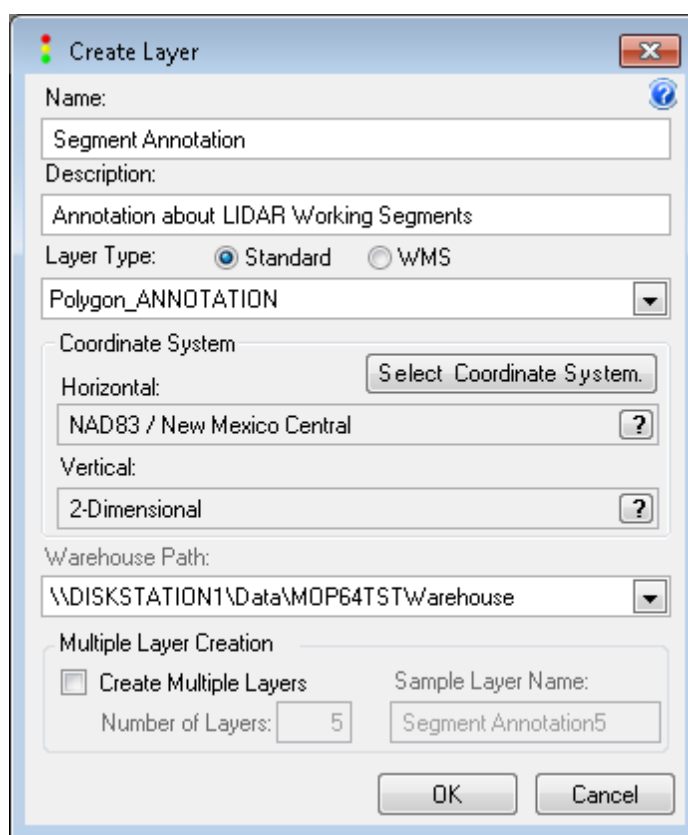 Create Layer
Name:
Segment Annotation
Description:
Annotation about LIDAR Working Segments
Layer Type: Standard WMS
Polygon_ANNOTATION
Coordinate System
Select Coordinate System.
Horizontal:
NAD83 / New Mexico Central ?
Vertical:
2-Dimensional ?
Warehouse Path:
\\DISKSTATION1\Data\MOP64TSTWarehouse
Multiple Layer Creation
Create Multiple Layers Sample Layer Name:
Number of Layers: 5 Segment Annotation5
OK Cancel